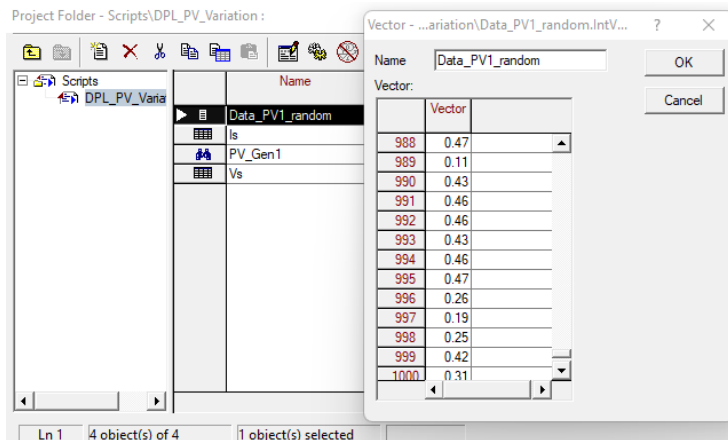 Project Folder - Scripts\DPL_PV_Variation :
Scripts
DPL_PV_Varia
Name
Data_PV1_random
Is
PV_Gen1
Vs
Ln 1
4 object(s) of 4
1 object(s) selected
Vector - ...ariation\Data_PV1_random.IntV...
?
Name
Data_PV1_random
OK
Cancel
Vector:
Vector
988 0.47
989 0.11
990 0.43
991 0.46
992 0.46
993 0.43
994 0.46
995 0.47
996 0.26
997 0.19
998 0.25
999 0.42
1000 0.31